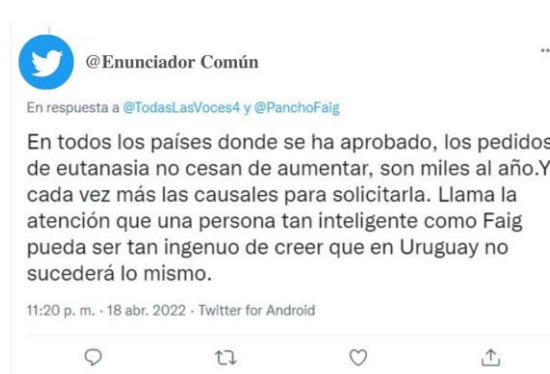 @Enunciador Común
En respuesta a @TodasLasVoces4 y @PanchoFaig
En todos los países donde se ha aprobado, los pedidos
de eutanasia no cesan de aumentar, son miles al año.Y
cada vez más las causales para solicitarla. Llama la
atención que una persona tan inteligente como Faig
pueda ser tan ingenuo de creer que en Uruguay no
sucederá lo mismo.
11:20 p. m. · 18 abr. 2022 · Twitter for Android